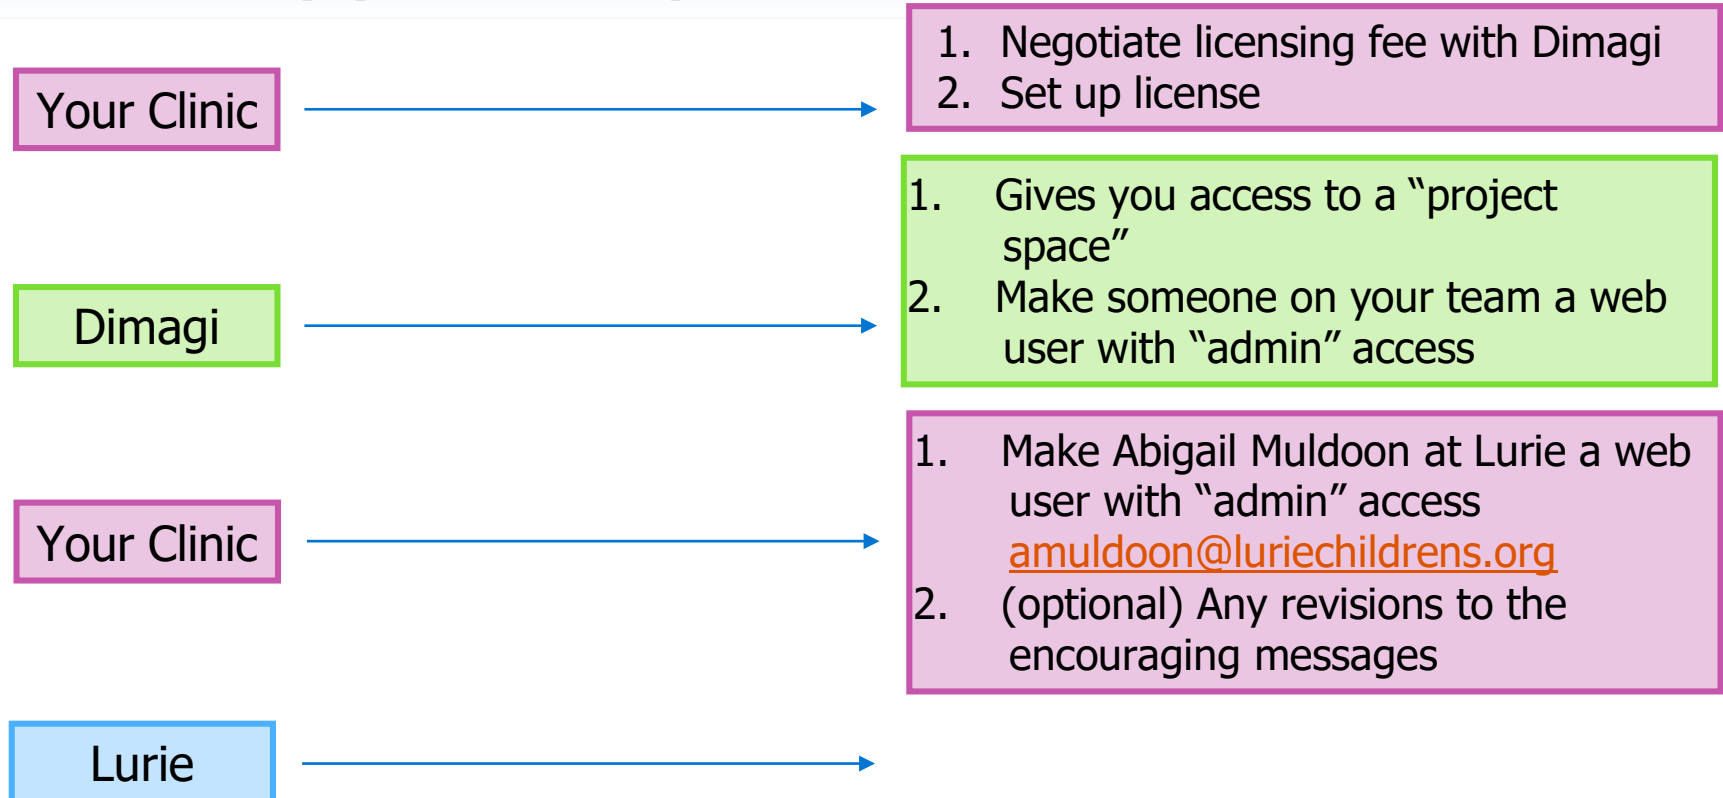 Your Clinic
1. Negotiate licensing fee with Dimagi
2. Set up license
Dimagi
1. Gives you access to a “project
space”
2. Make someone on your team a web
user with “admin” access
Your Clinic
1. Make Abigail Muldoon at Lurie a web
user with “admin” access
amuldoon@luriechildrens.org
2. (optional) Any revisions to the
encouraging messages
Lurie